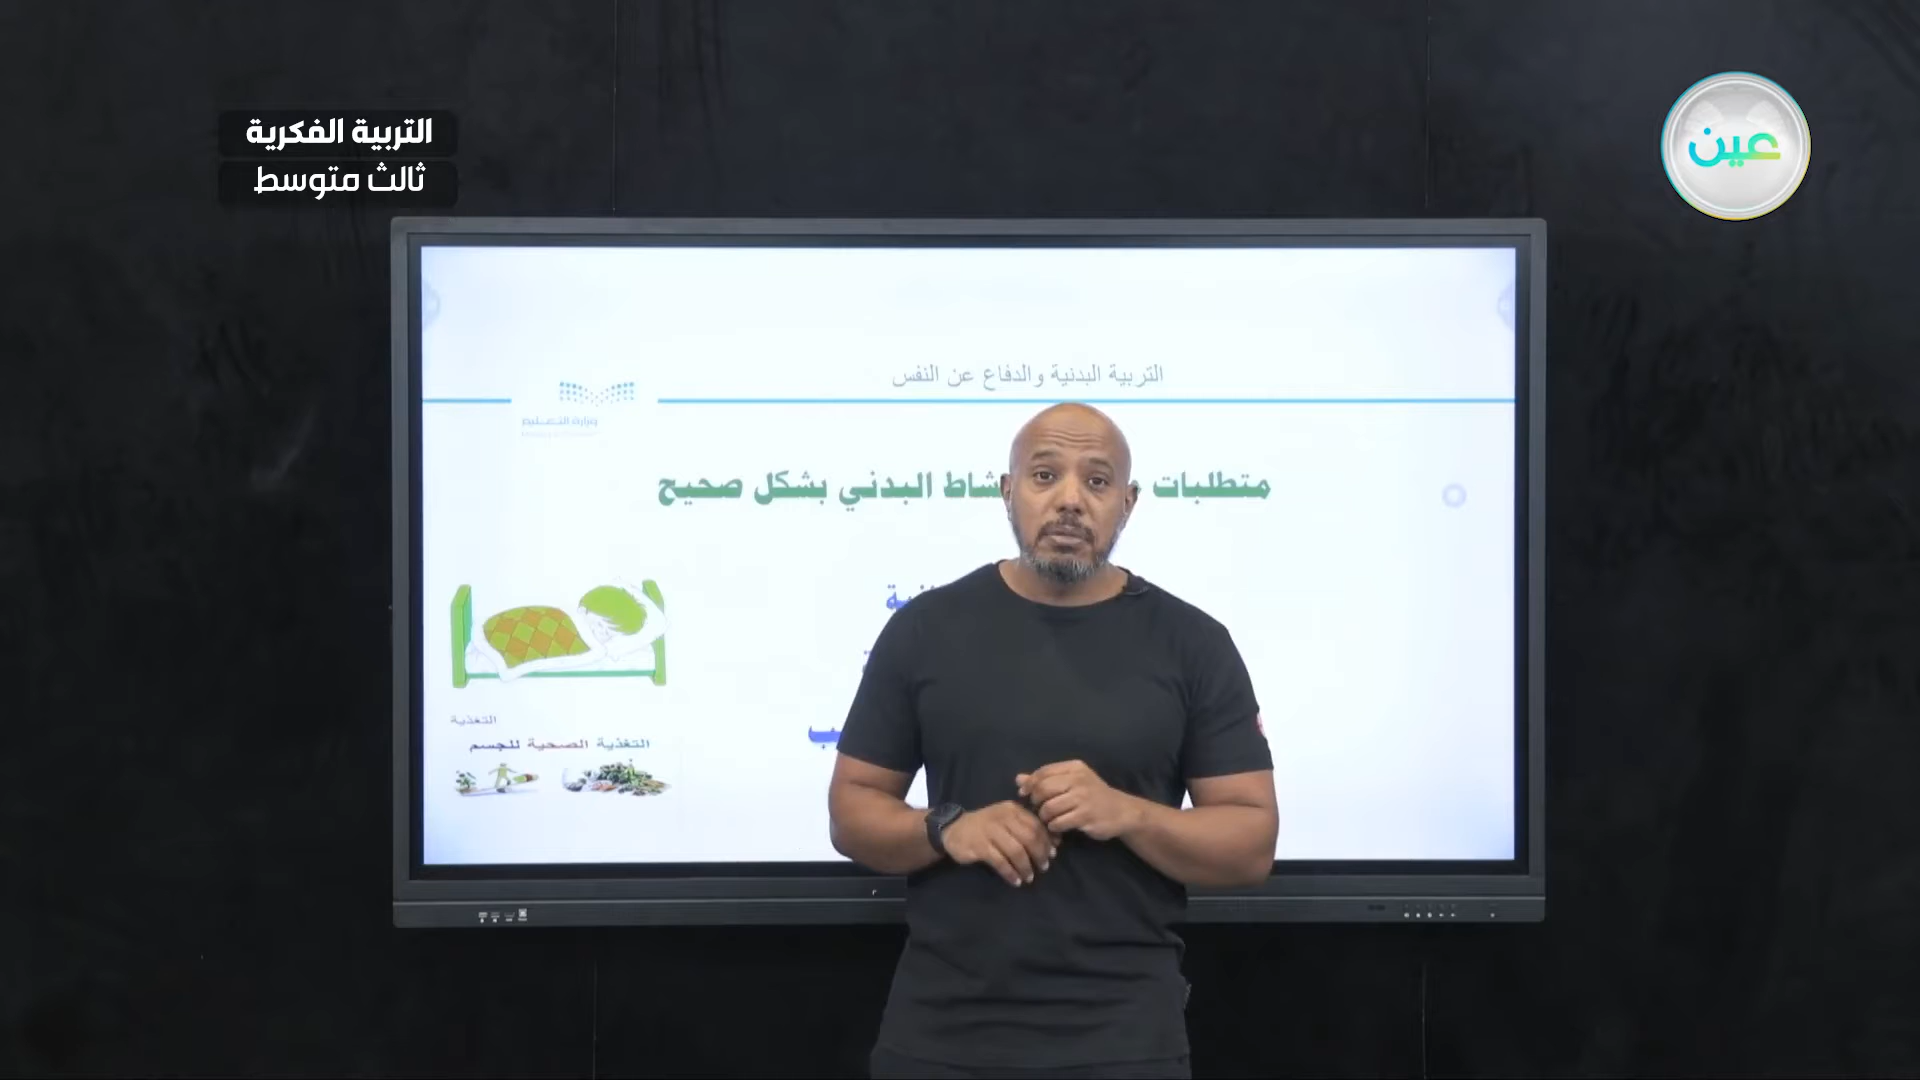 التربية الفكرية
ثالث متوسط
عين
التربية البدنية والدفاع عن النفس
وزارة التعليم
متطلبات البدني بشكل صحيح
التغذية
التغذية الصحية للجسم